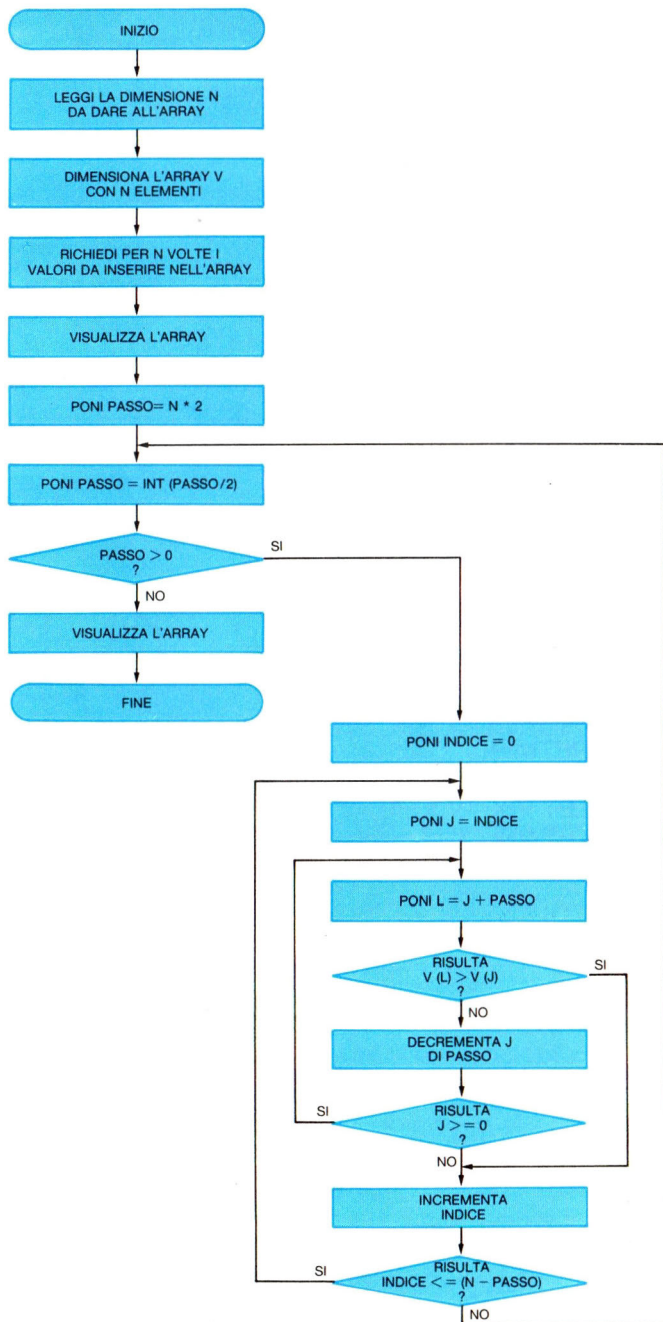 INIZIO
LEGGI LA DIMENSIONE N
DA DARE ALL'ARRAY
DIMENSIONA L'ARRAY V
CON N ELEMENTI
RICHIEDI PER N VOLTE I
VALORI DA INSERIRE NELL'ARRAY
VISUALIZZA L'ARRAY
PONI PASSO= N * 2
PONI PASSO = INT (PASSO/2)
PASSO > 0
?
SI
NO
VISUALIZZA L'ARRAY
FINE
PONI INDICE = 0
PONI J = INDICE
PONI L = J + PASSO
RISULTA
V (L) > V (J)
?
SI
NO
DECREMENTA J
DI PASSO
RISULTA
J >= 0
?
SI
NO
INCREMENTA
INDICE
RISULTA
INDICE < = (N − PASSO)
?
SI
NO